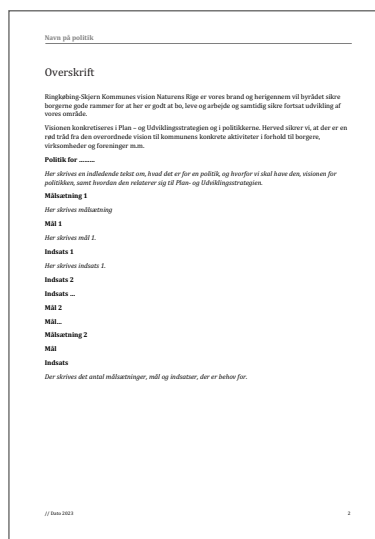 Navn på politik
Overskrift
Ringkøbing-Skjern Kommunes vision Naturens Rige er vores brand og herigennem vil byrådet sikre
borgerne gode rammer for at her er godt at bo, leve og arbejde og samtidig sikre fortsat udvikling af
vores område.
Visionen konkretiseres i Plan – og Udviklingsstrategien og i politikkerne. Herved sikrer vi, at der er en
rød tråd fra den overordnede vision til kommunens konkrete aktiviteter i forhold til borgere,
virksomheder og foreninger m.m.
Politik for .........
Her skrives en indledende tekst om, hvad det er for en politik, og hvorfor vi skal have den, visionen for
politikken, samt hvordan den relaterer sig til Plan- og Udviklingsstrategien.
Målsætning 1
Her skrives målsætning
Mål 1
Her skrives mål 1.
Indsats 1
Her skrives indsats 1.
Indsats 2
Indsats ...
Mål 2
Mål...
Målsætning 2
Mål
Indsats
Der skrives det antal målsætninger, mål og indsatser, der er behov for.
// Dato 2023
2